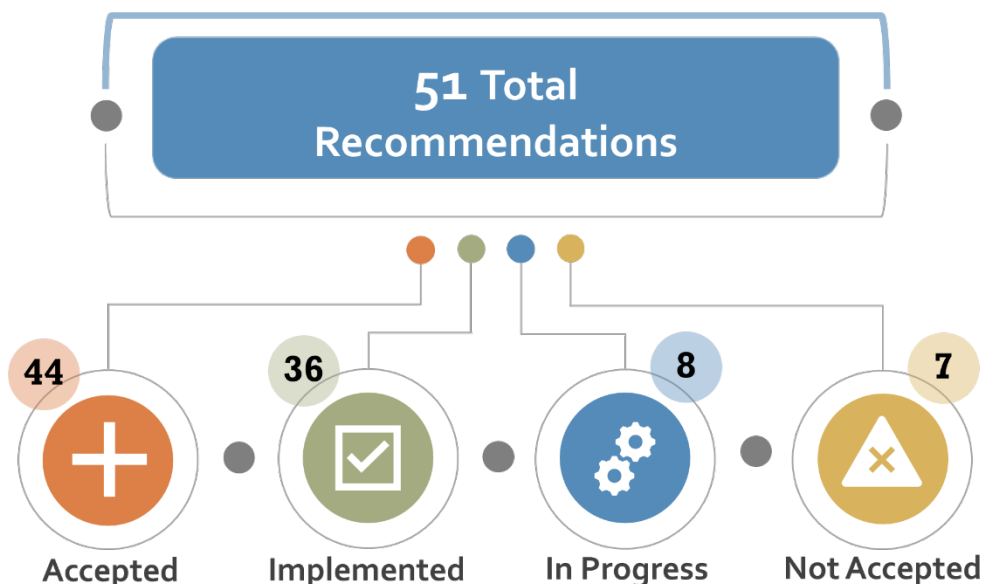 51 Total
Recommendations
44
36
8
7
Accepted
Implemented
In Progress
Not Accepted